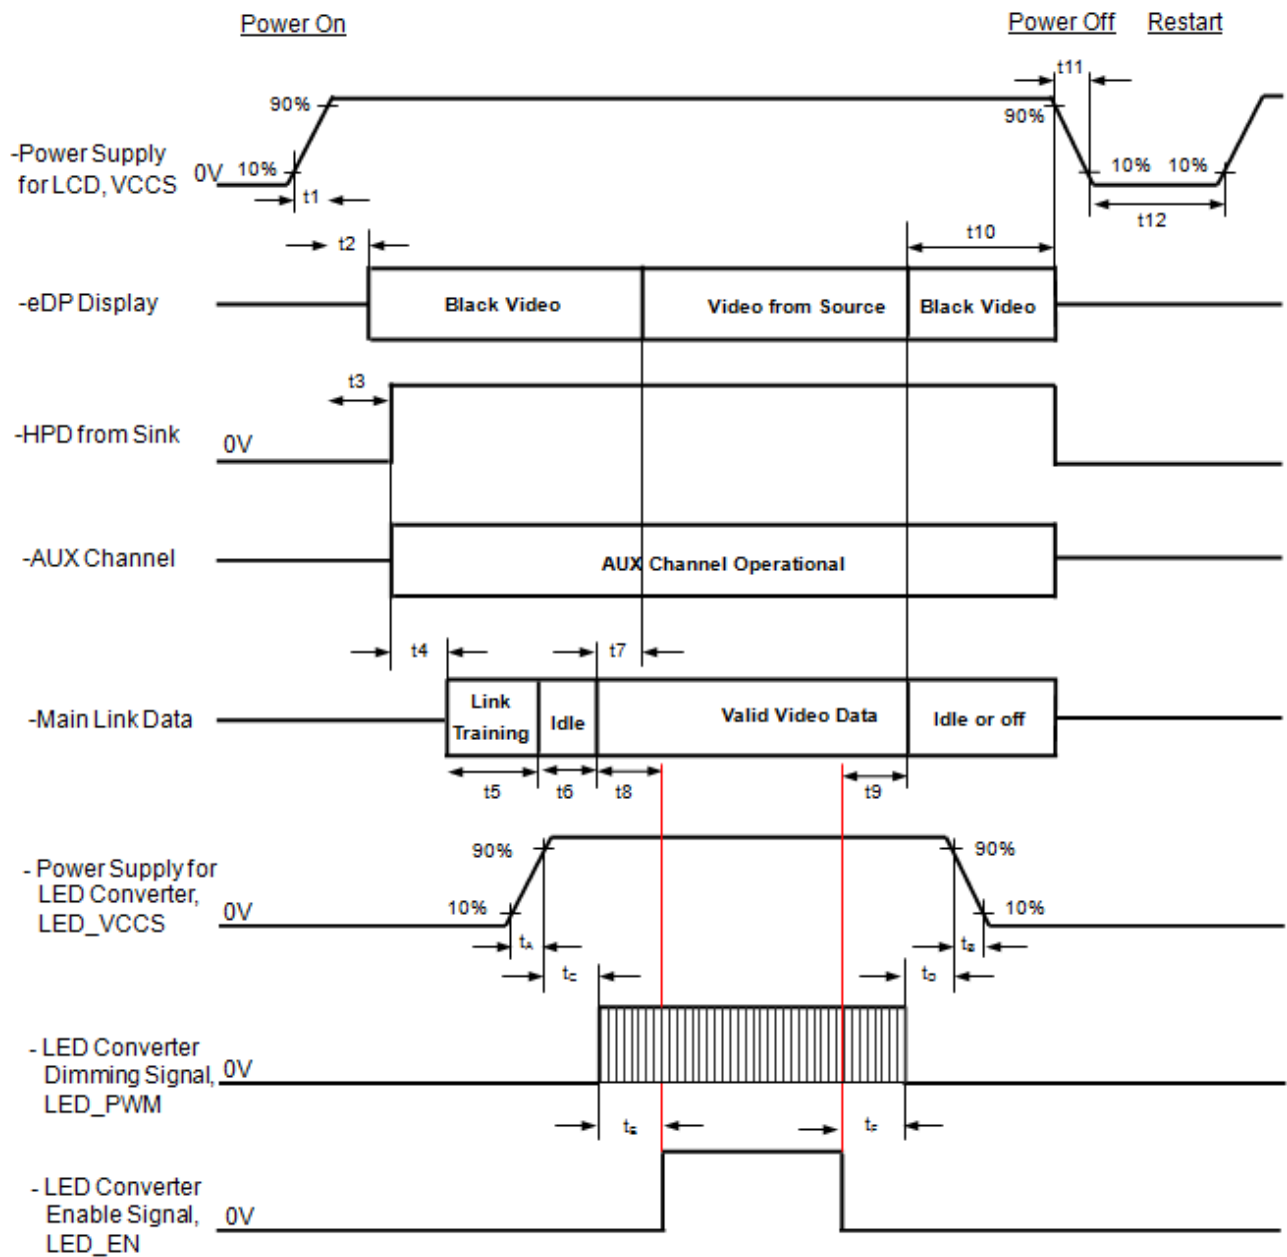 Power On
Power Off
Restart
t11
90%
90%
-Power Supply
for LCD, VCCS
0V
10%
10%
10%
t1
t12
t2
t10
-eDP Display
Black Video
Video from Source
Black Video
t3
-HPD from Sink
0V
-AUX Channel
AUX Channel Operational
t4
t7
-Main Link Data
Link
Training
Idle
Valid Video Data
Idle or off
t5
t6
t8
t9
- Power Supply for
LED Converter,
LED_VCCS
90%
90%
0V
10%
10%
tA
tB
tC
tD
- LED Converter
Dimming Signal,
LED_PWM
0V
tE
tF
- LED Converter
Enable Signal,
LED_EN
0V